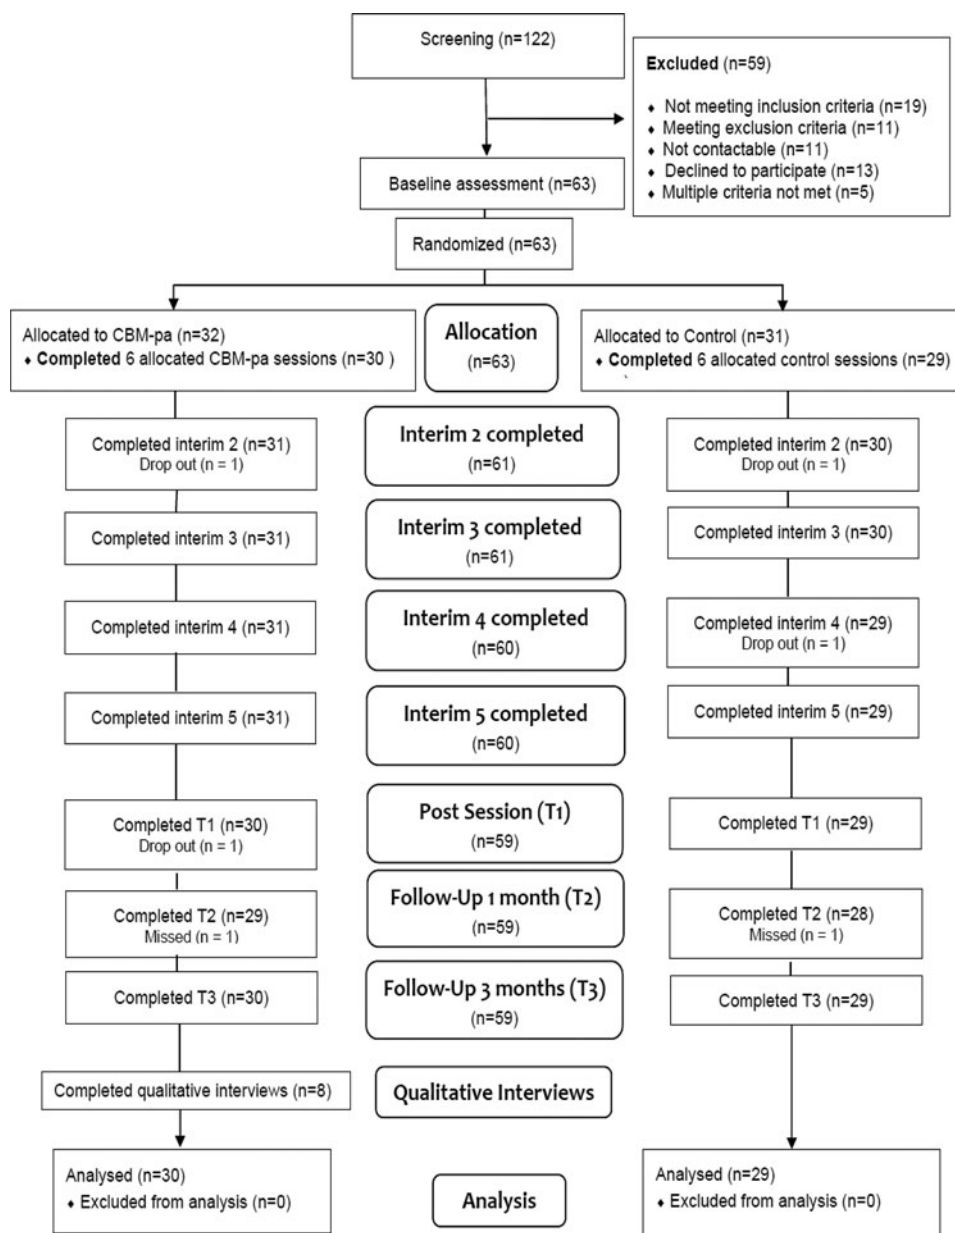 Screening (n=122)
Excluded (n=59)
♦ Not meeting inclusion criteria (n=19)
♦ Meeting exclusion criteria (n=11)
♦ Not contactable (n=11)
♦ Declined to participate (n=13)
♦ Multiple criteria not met (n=5)
Baseline assessment (n=63)
Randomized (n=63)
Allocated to CBM-pa (n=32)
♦ Completed 6 allocated CBM-pa sessions (n=30 )
Allocation
(n=63)
Allocated to Control (n=31)
♦ Completed 6 allocated control sessions (n=29)
Completed interim 2 (n=31)
Drop out (n = 1)
Interim 2 completed
(n=61)
Completed interim 2 (n=30)
Drop out (n = 1)
Completed interim 3 (n=31)
Interim 3 completed
(n=61)
Completed interim 3 (n=30)
Completed interim 4 (n=31)
Interim 4 completed
(n=60)
Completed interim 4 (n=29)
Drop out (n = 1)
Completed interim 5 (n=31)
Interim 5 completed
(n=60)
Completed interim 5 (n=29)
Completed T1 (n=30)
Drop out (n = 1)
Post Session (T1)
(n=59)
Completed T1 (n=29)
Completed T2 (n=29)
Missed (n = 1)
Follow-Up 1 month (T2)
(n=59)
Completed T2 (n=28)
Missed (n = 1)
Completed T3 (n=30)
Follow-Up 3 months (T3)
(n=59)
Completed T3 (n=29)
Completed qualitative interviews (n=8)
Qualitative Interviews
Analysed (n=30)
♦ Excluded from analysis (n=0)
Analysis
Analysed (n=29)
♦ Excluded from analysis (n=0)